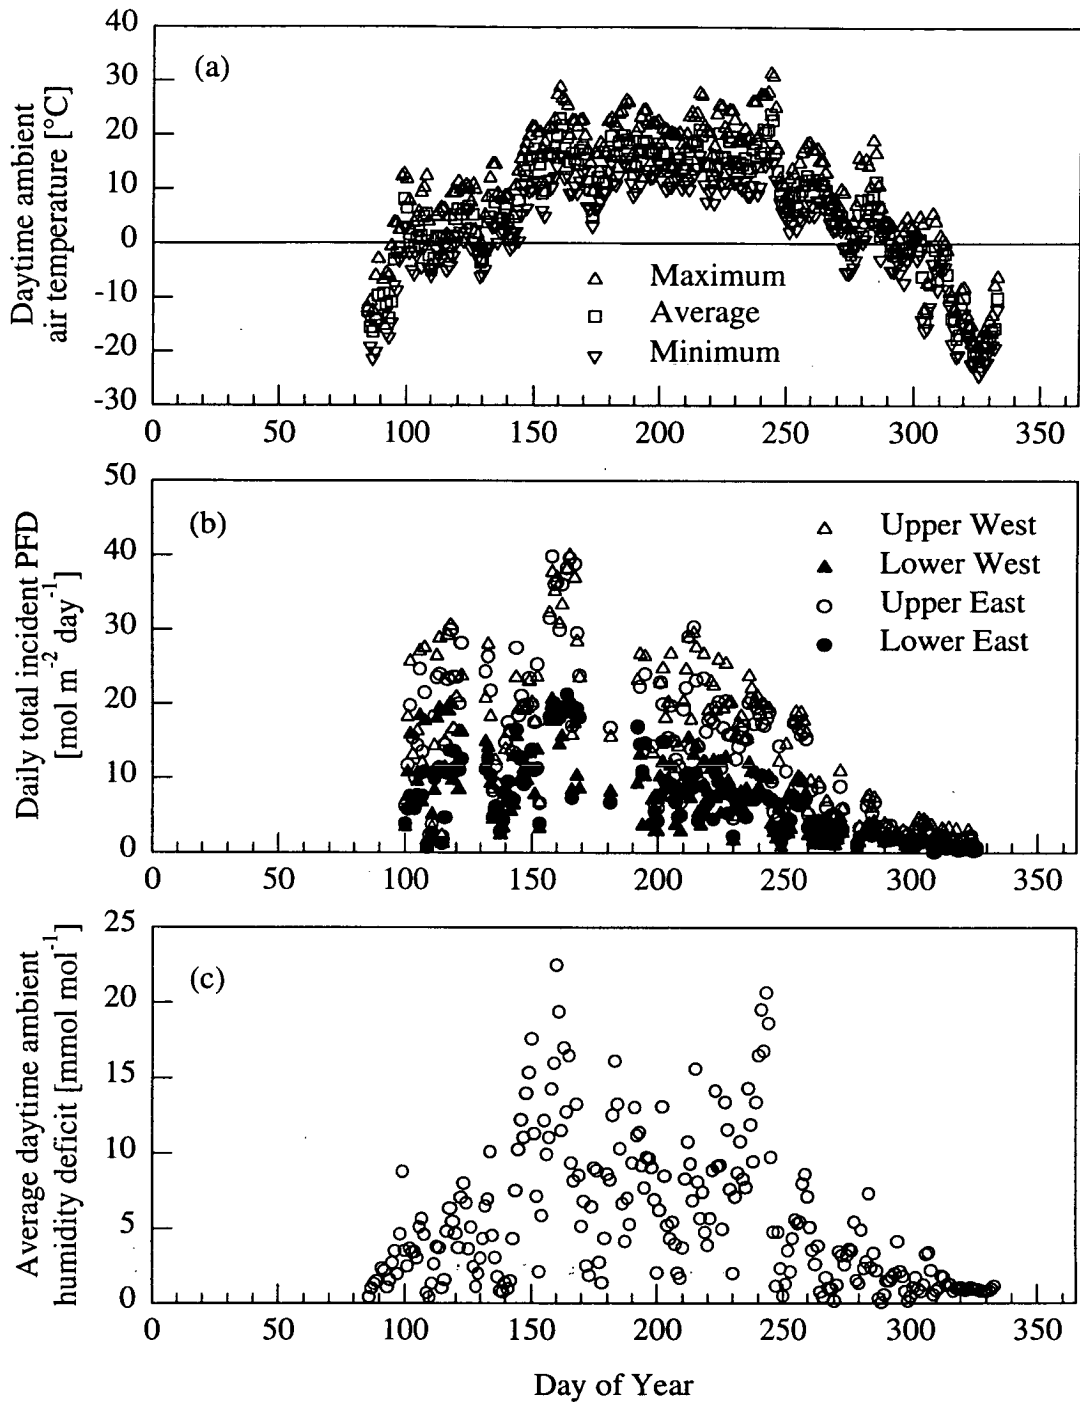 40
30
20
10
0
-10
-20
-30
Daytime ambient
air temperature [°C]
(a)
Maximum
Average
Minimum
0 50 100 150 200 250 300 350
50
40
30
20
10
0
Daily total incident PFD
[mol m⁻² day⁻¹]
(b)
Upper West
Lower West
Upper East
Lower East
0 50 100 150 200 250 300 350
25
20
15
10
5
0
Average daytime ambient
humidity deficit [mmol mol⁻¹]
(c)
0 50 100 150 200 250 300 350
Day of Year